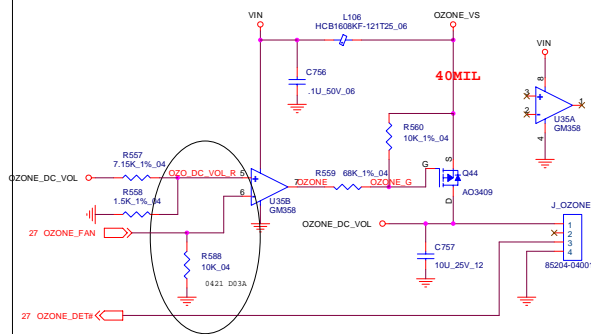 VIN
L106
HCB1608KF-121T25_06
OZONE_VS
C756
.1U_50V_06
40MIL
VIN
8
3
+
1
2
-
U35A
GM358
4
R560
10K_1%_04
R557
7.15K_1%_04
OZONE_DC_VOL
OZO_DC_VOL_R
5
+
7
OZONE
R559
68K_1%_04
OZONE_G
G
S
Q44
AO3409
D
6
-
U35B
GM358
R558
1.5K_1%_04
27 OZONE_FAN
OZONE_DC_VOL
J_OZONE
1
2
3
4
85204-04001
R588
10K_04
0421 D03A
C757
10U_25V_12
27 OZONE_DET#